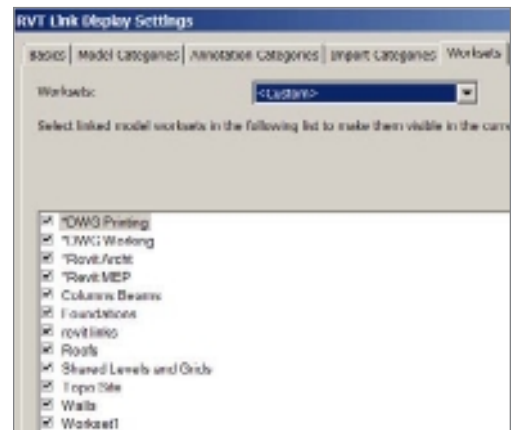 RVT Link Display Settings
Basics Model Categories Annotation Categories Import Categories Worksets
Worksets: <Custom>
Select linked model worksets in the following list to make them visible in the curre
*DWG Printing
*DWG Working
*Revit Archt
*Revit MEP
Columns Beams
Foundations
revit links
Roofs
Shared Levels and Grids
Topo Site
Walls
Workset1